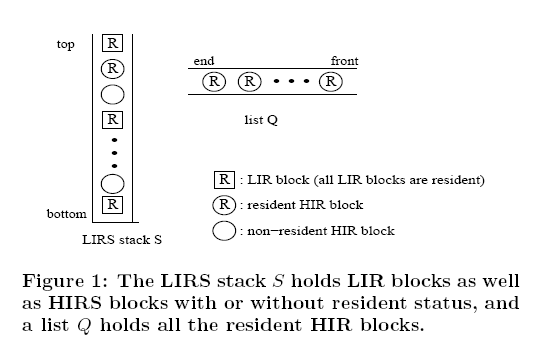 top
R
R
R
R
bottom
LIRS stack S
end
front
R
R
R
list Q
R : LIR block (all LIR blocks are resident)
R : resident HIR block
: non-resident HIR block
Figure 1: The LIRS stack S holds LIR blocks as well
as HIRS blocks with or without resident status, and
a list Q holds all the resident HIR blocks.